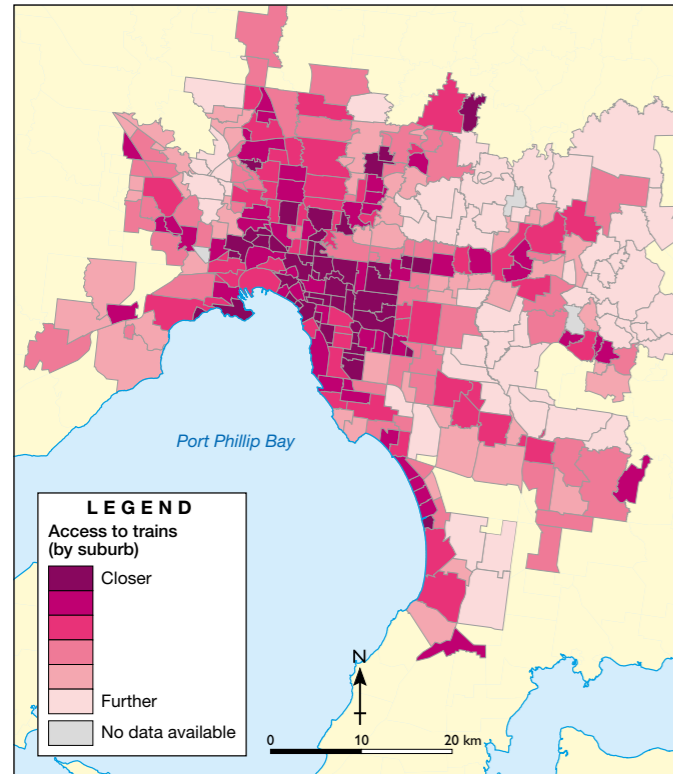 Port Phillip Bay
LEGEND
Access to trains
(by suburb)
Closer
Further
No data available
N
0 10 20 km